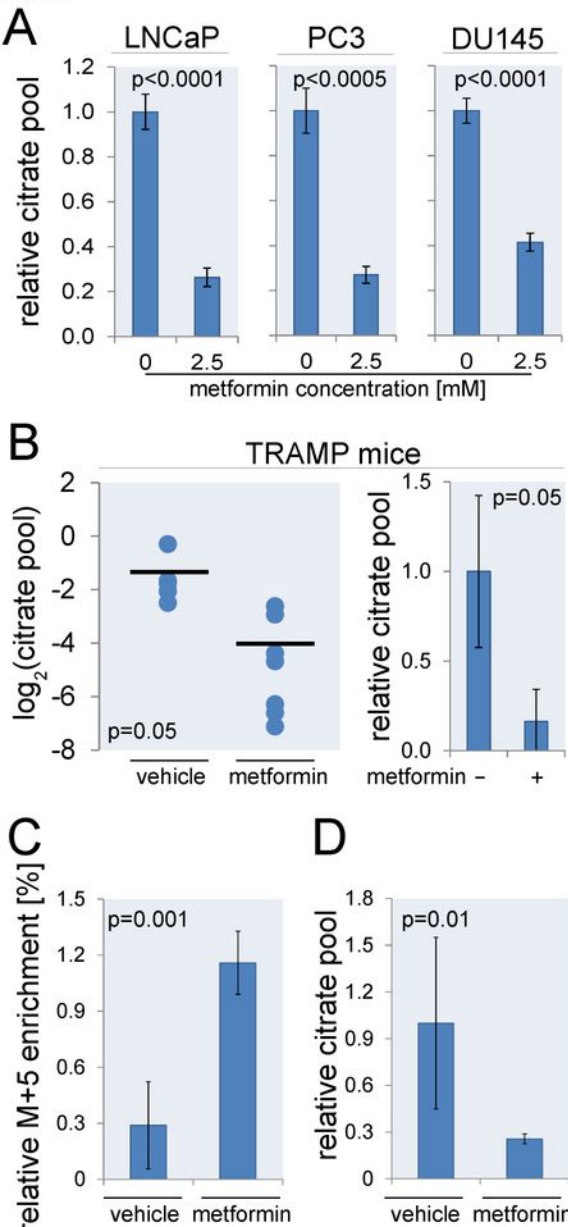 A
LNCaP PC3 DU145
relative citrate pool
1.2
1.0
0.8
0.6
0.4
0.2
0.0
p<0.0001 p<0.0005 p<0.0001
0 2.5 0 2.5 0 2.5
metformin concentration [mM]
B
TRAMP mice
log2(citrate pool)
2
0
-2
-4
-6
-8
p=0.05
vehicle metformin
relative citrate pool
1.5
1.0
0.5
0.0
p=0.05
metformin − +
C
relative M+5 enrichment [%]
1.5
1.2
0.9
0.6
0.3
0
p=0.001
vehicle metformin
D
relative citrate pool
1.8
1.5
1.2
0.9
0.6
0.3
0
p=0.01
vehicle metformin